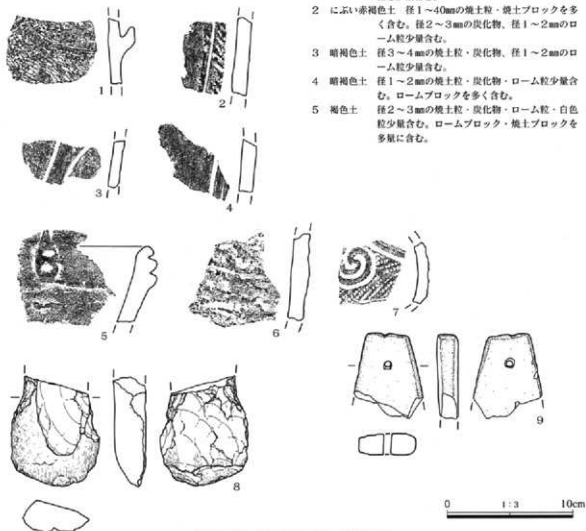 2 にぶい赤褐色土 径1〜40㎜の焼土粒・焼土ブロックを多
く含む。径2〜3㎜の炭化物、径1〜2㎜のロ
ーム粒少量含む。
3 暗褐色土 径3〜4㎜の焼土粒・炭化物、径1〜2㎜のロ
ーム粒少量含む。
4 暗褐色土 径1〜2㎜の焼土粒・炭化物・ローム粒少量含
む。ロームブロックを多く含む。
5 褐色土 径2〜3㎜の焼土粒・炭化物・ローム粒・白色
粒少量含む。ロームブロック・焼土ブロックを
多量に含む。
1
2
3
4
5
6
7
8
9
0 1:3 10cm